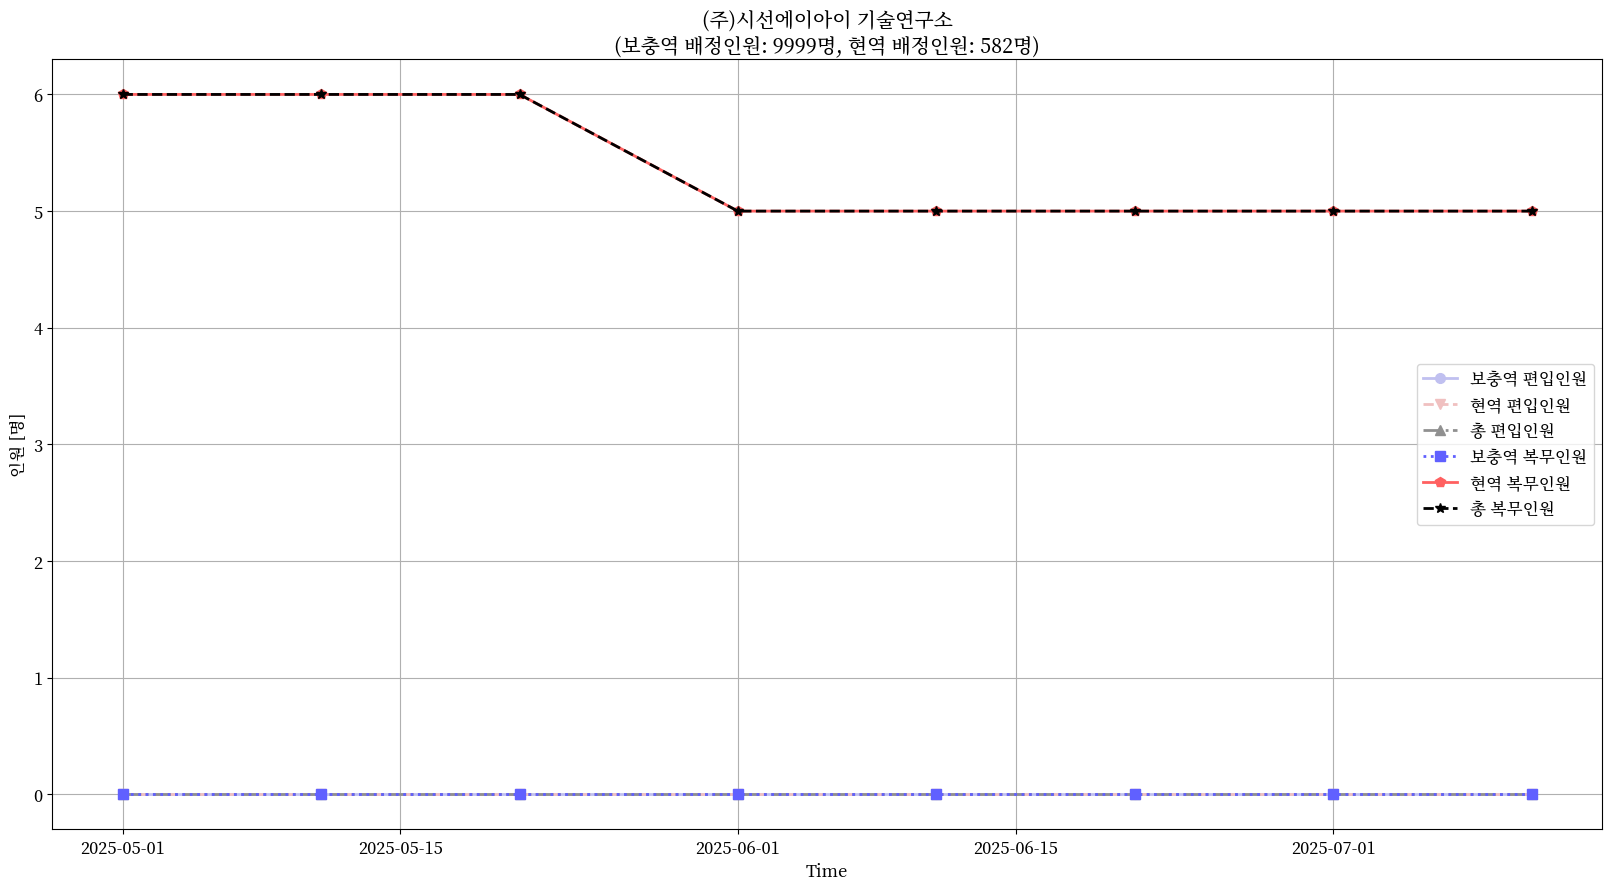 (주)시선에이아이 기술연구소
(보충역 배정인원: 9999명, 현역 배정인원: 582명)
6
5
4
3
2
1
0
인원 [명]
보충역 편입인원
현역 편입인원
총 편입인원
보충역 복무인원
현역 복무인원
총 복무인원
2025-05-01 2025-05-15 2025-06-01 2025-06-15 2025-07-01
Time